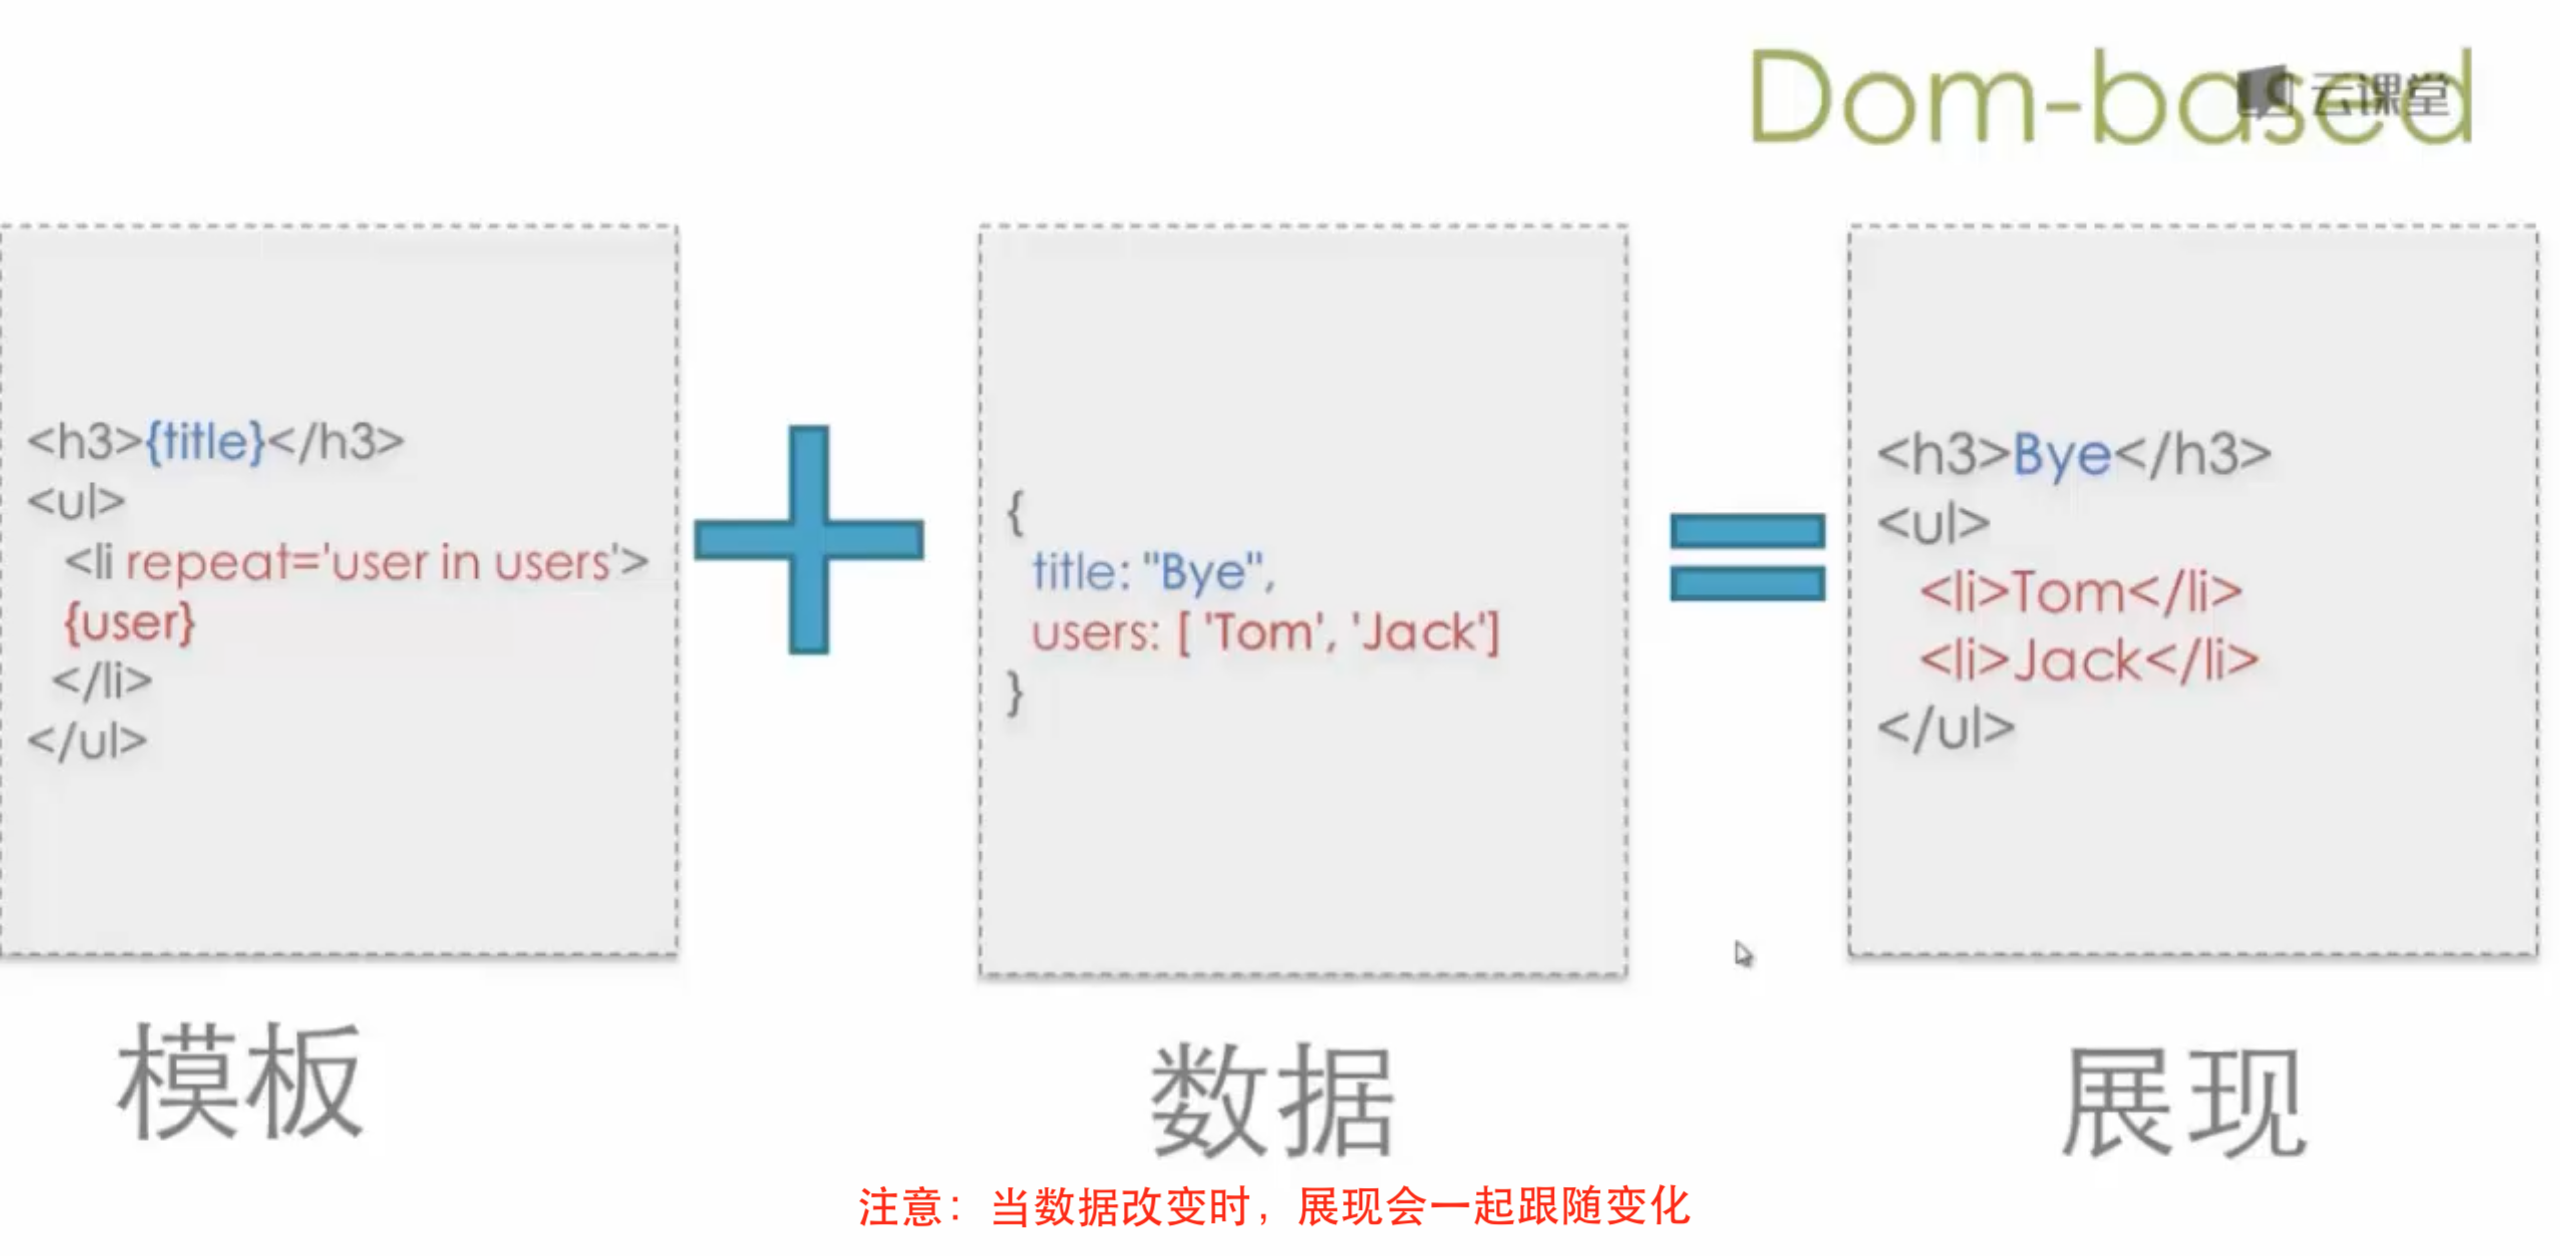 Dom-based
云课堂
<h3>{title}</h3>
<ul>
<li repeat='user in users'>
{user}
</li>
</ul>
{
title: "Bye",
users: [ 'Tom', 'Jack']
}
<h3>Bye</h3>
<ul>
<li>Tom</li>
<li>Jack</li>
</ul>
模板
数据
展现
注意：当数据改变时，展现会一起跟随变化